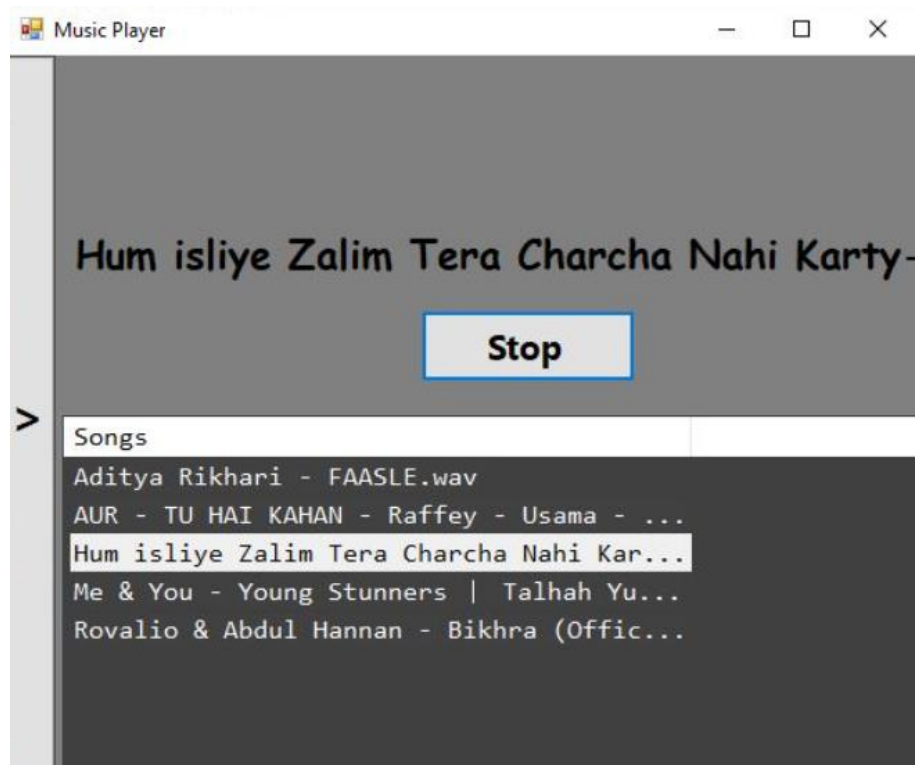 Music Player
Hum isliye Zalim Tera Charcha Nahi Karty-
Stop
>
Songs
Aditya Rikhari - FAASLE.wav
AUR - TU HAI KAHAN - Raffey - Usama - ...
Hum isliye Zalim Tera Charcha Nahi Kar...
Me & You - Young Stunners | Talhah Yu...
Rovalio & Abdul Hannan - Bikhra (Offic...